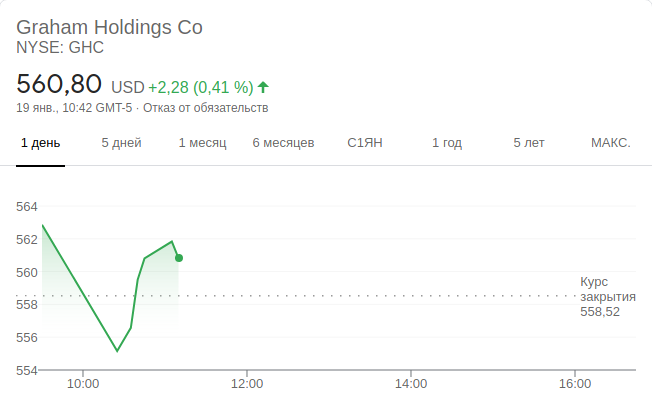 Graham Holdings Co
NYSE: GHC
560,80 USD +2,28 (0,41 %)
19 янв., 10:42 GMT-5 · Отказ от обязательств
1 день 5 дней 1 месяц 6 месяцев С1ЯН 1 год 5 лет МАКС.
564
562
560
Курс
закрытия
558,52
558
556
554
10:00 12:00 14:00 16:00